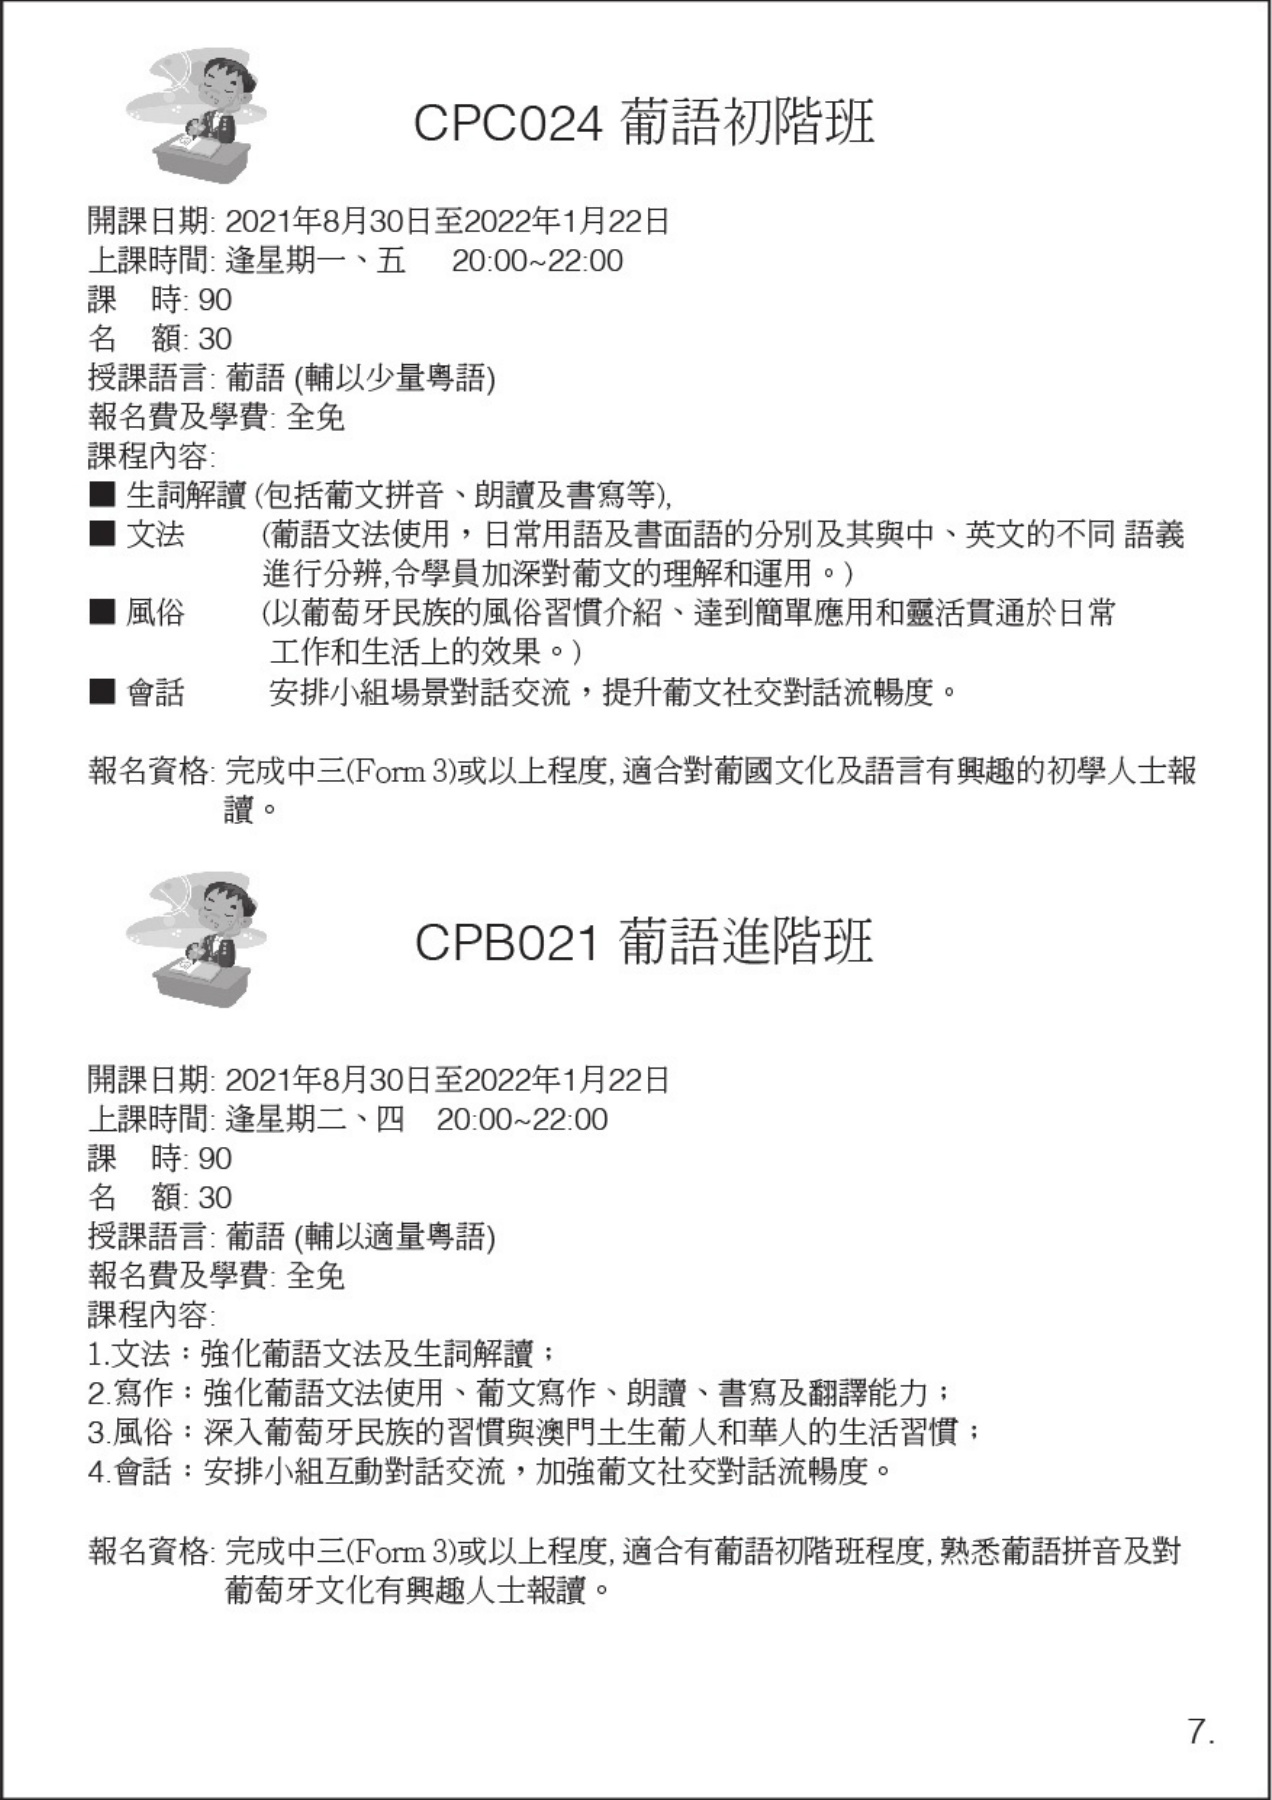 CPC024 葡語初階班
開課日期: 2021年8月30日至2022年1月22日
上課時間: 逢星期一、五 20:00~22:00
課 時: 90
名 額: 30
授課語言: 葡語 (輔以少量粵語)
報名費及學費: 全免
課程內容:
■ 生詞解讀 (包括葡文拼音、朗讀及書寫等),
■ 文法 (葡語文法使用，日常用語及書面語的分別及其與中、英文的不同 語義
進行分辨,令學員加深對葡文的理解和運用。)
■ 風俗 (以葡萄牙民族的風俗習慣介紹、達到簡單應用和靈活貫通於日常
工作和生活上的效果。)
■ 會話 安排小組場景對話交流，提升葡文社交對話流暢度。
報名資格: 完成中三(Form 3)或以上程度, 適合對葡國文化及語言有興趣的初學人士報
讀。
CPB021 葡語進階班
開課日期: 2021年8月30日至2022年1月22日
上課時間: 逢星期二、四 20:00~22:00
課 時: 90
名 額: 30
授課語言: 葡語 (輔以適量粵語)
報名費及學費: 全免
課程內容:
1.文法：強化葡語文法及生詞解讀；
2.寫作：強化葡語文法使用、葡文寫作、朗讀、書寫及翻譯能力；
3.風俗：深入葡萄牙民族的習慣與澳門土生葡人和華人的生活習慣；
4.會話：安排小組互動對話交流，加強葡文社交對話流暢度。
報名資格: 完成中三(Form 3)或以上程度, 適合有葡語初階班程度, 熟悉葡語拼音及對
葡萄牙文化有興趣人士報讀。
7.